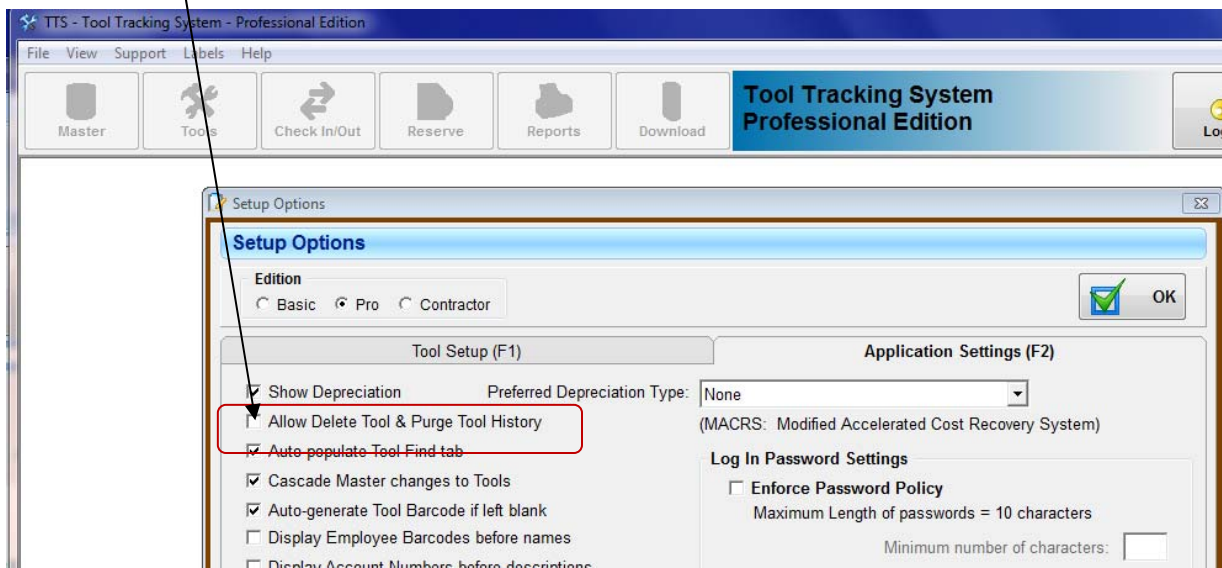 TTS - Tool Tracking System - Professional Edition
File View Support Labels Help
Master Tools Check In/Out Reserve Reports Download
Tool Tracking System
Professional Edition
Setup Options
Setup Options
Edition
Basic Pro Contractor
OK
Tool Setup (F1) Application Settings (F2)
Show Depreciation Preferred Depreciation Type: None
Allow Delete Tool & Purge Tool History
(MACRS: Modified Accelerated Cost Recovery System)
Auto populate Tool Find tab
Log In Password Settings
Cascade Master changes to Tools
Enforce Password Policy
Auto-generate Tool Barcode if left blank
Maximum Length of passwords = 10 characters
Display Employee Barcodes before names
Minimum number of characters:
Display Account Numbers before descriptions